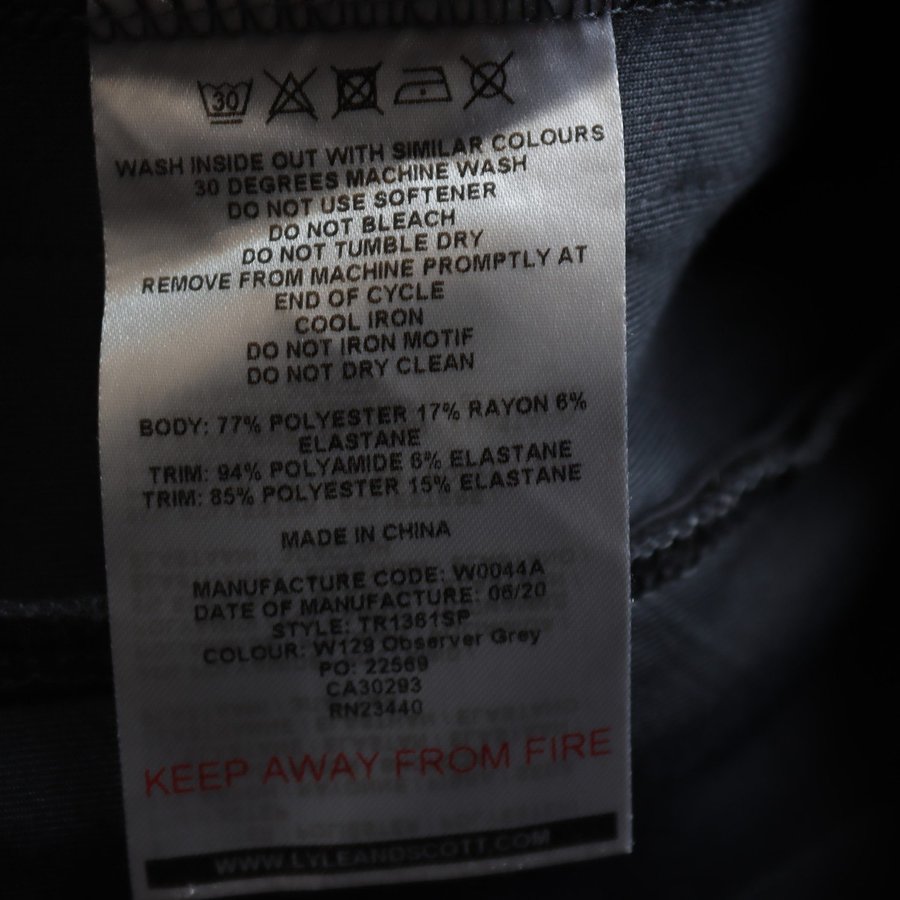 30
WASH INSIDE OUT WITH SIMILAR COLOURS
30 DEGREES MACHINE WASH
DO NOT USE SOFTENER
DO NOT BLEACH
DO NOT TUMBLE DRY
REMOVE FROM MACHINE PROMPTLY AT
END OF CYCLE
COOL IRON
DO NOT IRON MOTIF
DO NOT DRY CLEAN
BODY: 77% POLYESTER 17% RAYON 6%
ELASTANE
TRIM: 94% POLYAMIDE 6% ELASTANE
TRIM: 85% POLYESTER 15% ELASTANE
MADE IN CHINA
MANUFACTURE CODE: W0044A
DATE OF MANUFACTURE: 06/20
STYLE: TR1361SP
COLOUR: W129 Observer Grey
PO: 22569
CA30293
RN23440
KEEP AWAY FROM FIRE
WWW.LYLEANDSCOTT.COM